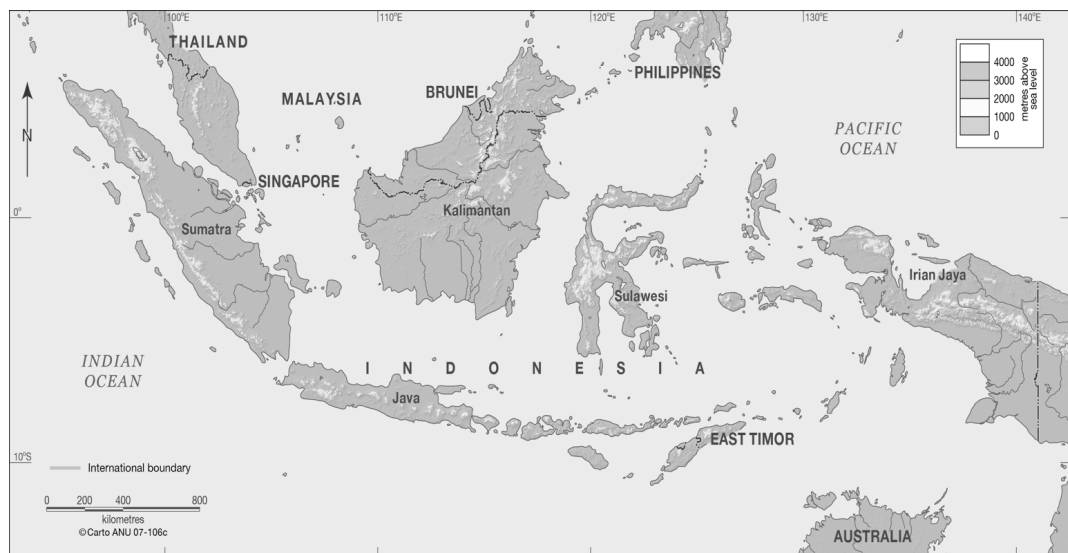 100°E
110°E
120°E
130°E
140°E
THAILAND
MALAYSIA
BRUNEI
PHILIPPINES
4000
3000
2000
1000
0
metres above
sea level
N
PACIFIC
OCEAN
SINGAPORE
0°
Sumatra
Kalimantan
Sulawesi
Irian Jaya
INDIAN
OCEAN
I N D O N E S I A
Java
EAST TIMOR
10°S
International boundary
0 200 400 800
kilometres
©Carto ANU 07-106c
AUSTRALIA